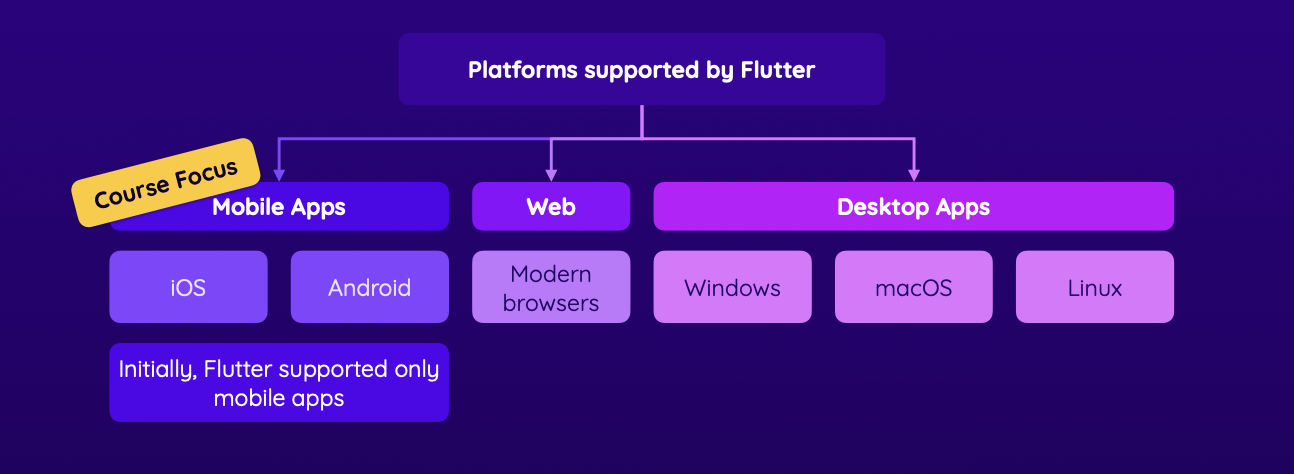 Platforms supported by Flutter
Course Focus
Mobile Apps
Web
Desktop Apps
iOS
Android
Modern
browsers
Windows
macOS
Linux
Initially, Flutter supported only
mobile apps